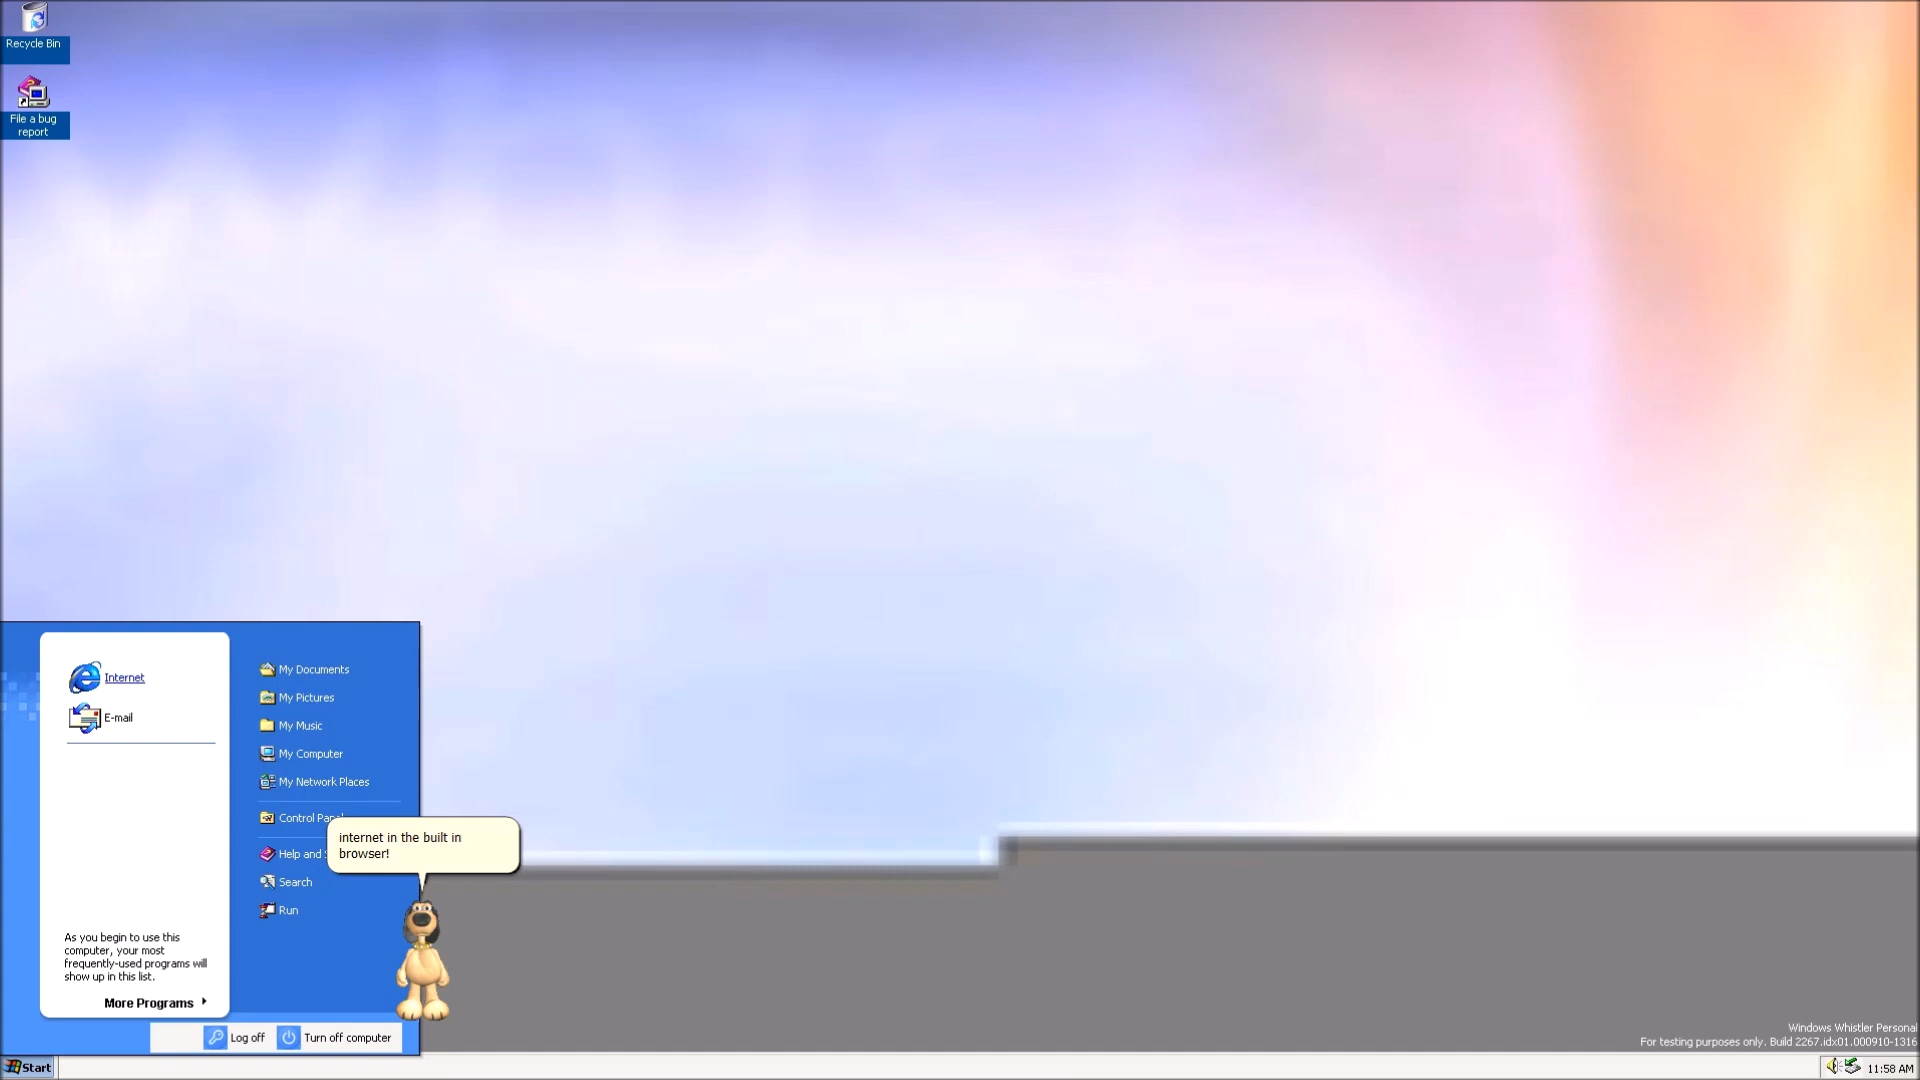 Recycle Bin
File a bug
report
Internet
E-mail
As you begin to use this
computer, your most
frequently-used programs will
show up in this list.
More Programs
My Documents
My Pictures
My Music
My Computer
My Network Places
Control Panel
Help and
Search
Run
internet in the built in
browser!
Log off
Turn off computer
Start
Windows Whistler Personal
For testing purposes only. Build 2267.idx01.000910-1316
11:58 AM